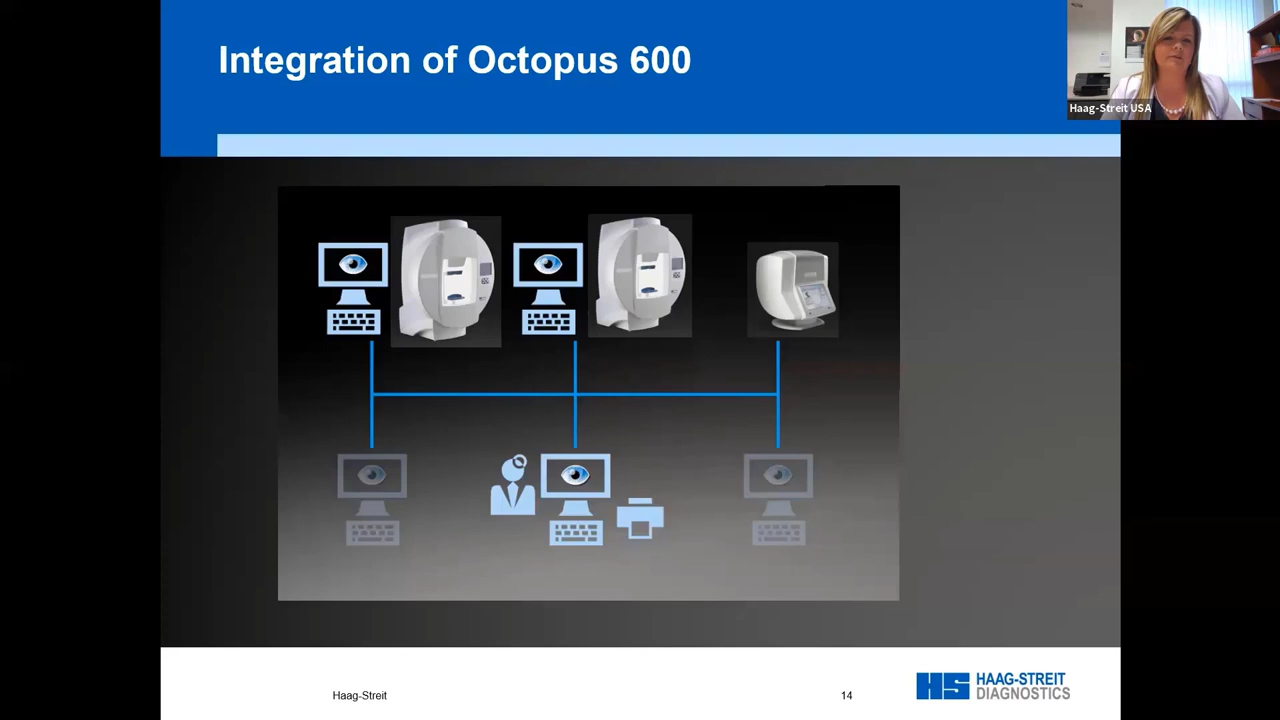 Integration of Octopus 600
Haag-Streit USA
Haag-Streit
14
HS
HAAG-STREIT
DIAGNOSTICS